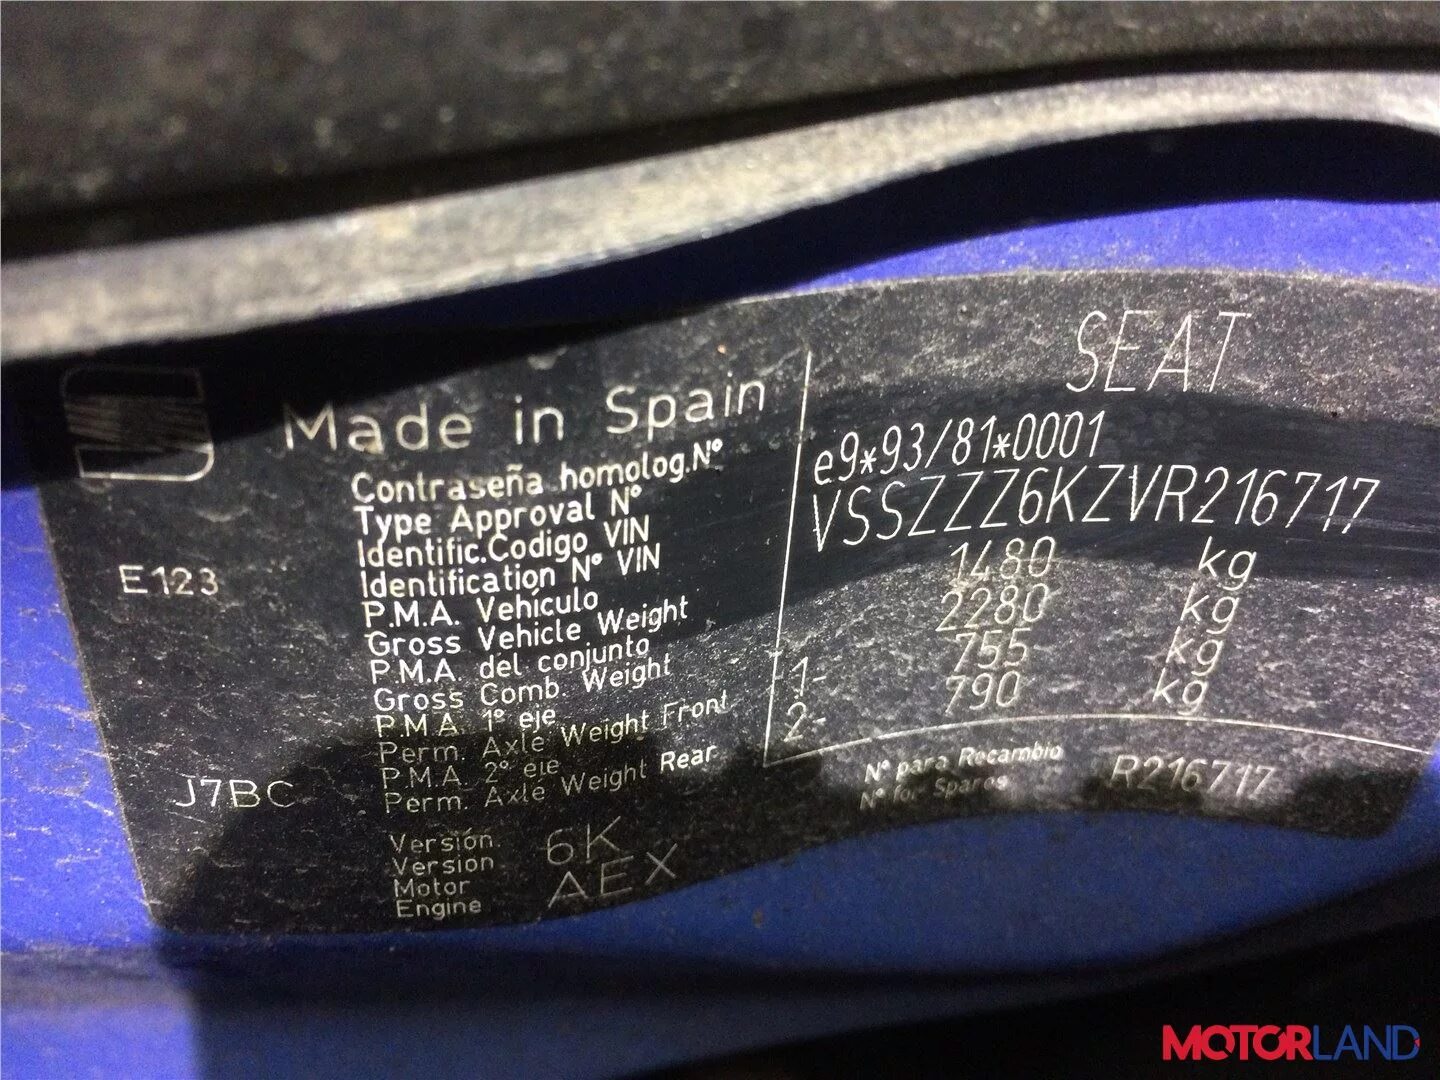 SEAT
Made in Spain
Contraseña homolog.Nº
Type Approval Nº
e9*93/81*0001
Identific.Codigo VIN
Identification Nº VIN
VSSZZZ6KZVR216717
E123
P.M.A. Vehículo
Gross Vehicle Weight
1480 kg
P.M.A. del conjunto
Gross Comb. Weight
2280 kg
P.M.A. 1º eje
Perm. Axle Weight Front
1- 755 kg
P.M.A. 2º eje
Perm. Axle Weight Rear
2- 790 kg
J7BC
Nº para Recambio
Nº for Spares
R216717
Versión
Version
6K
Motor
Engine
AEX
MOTORLAND